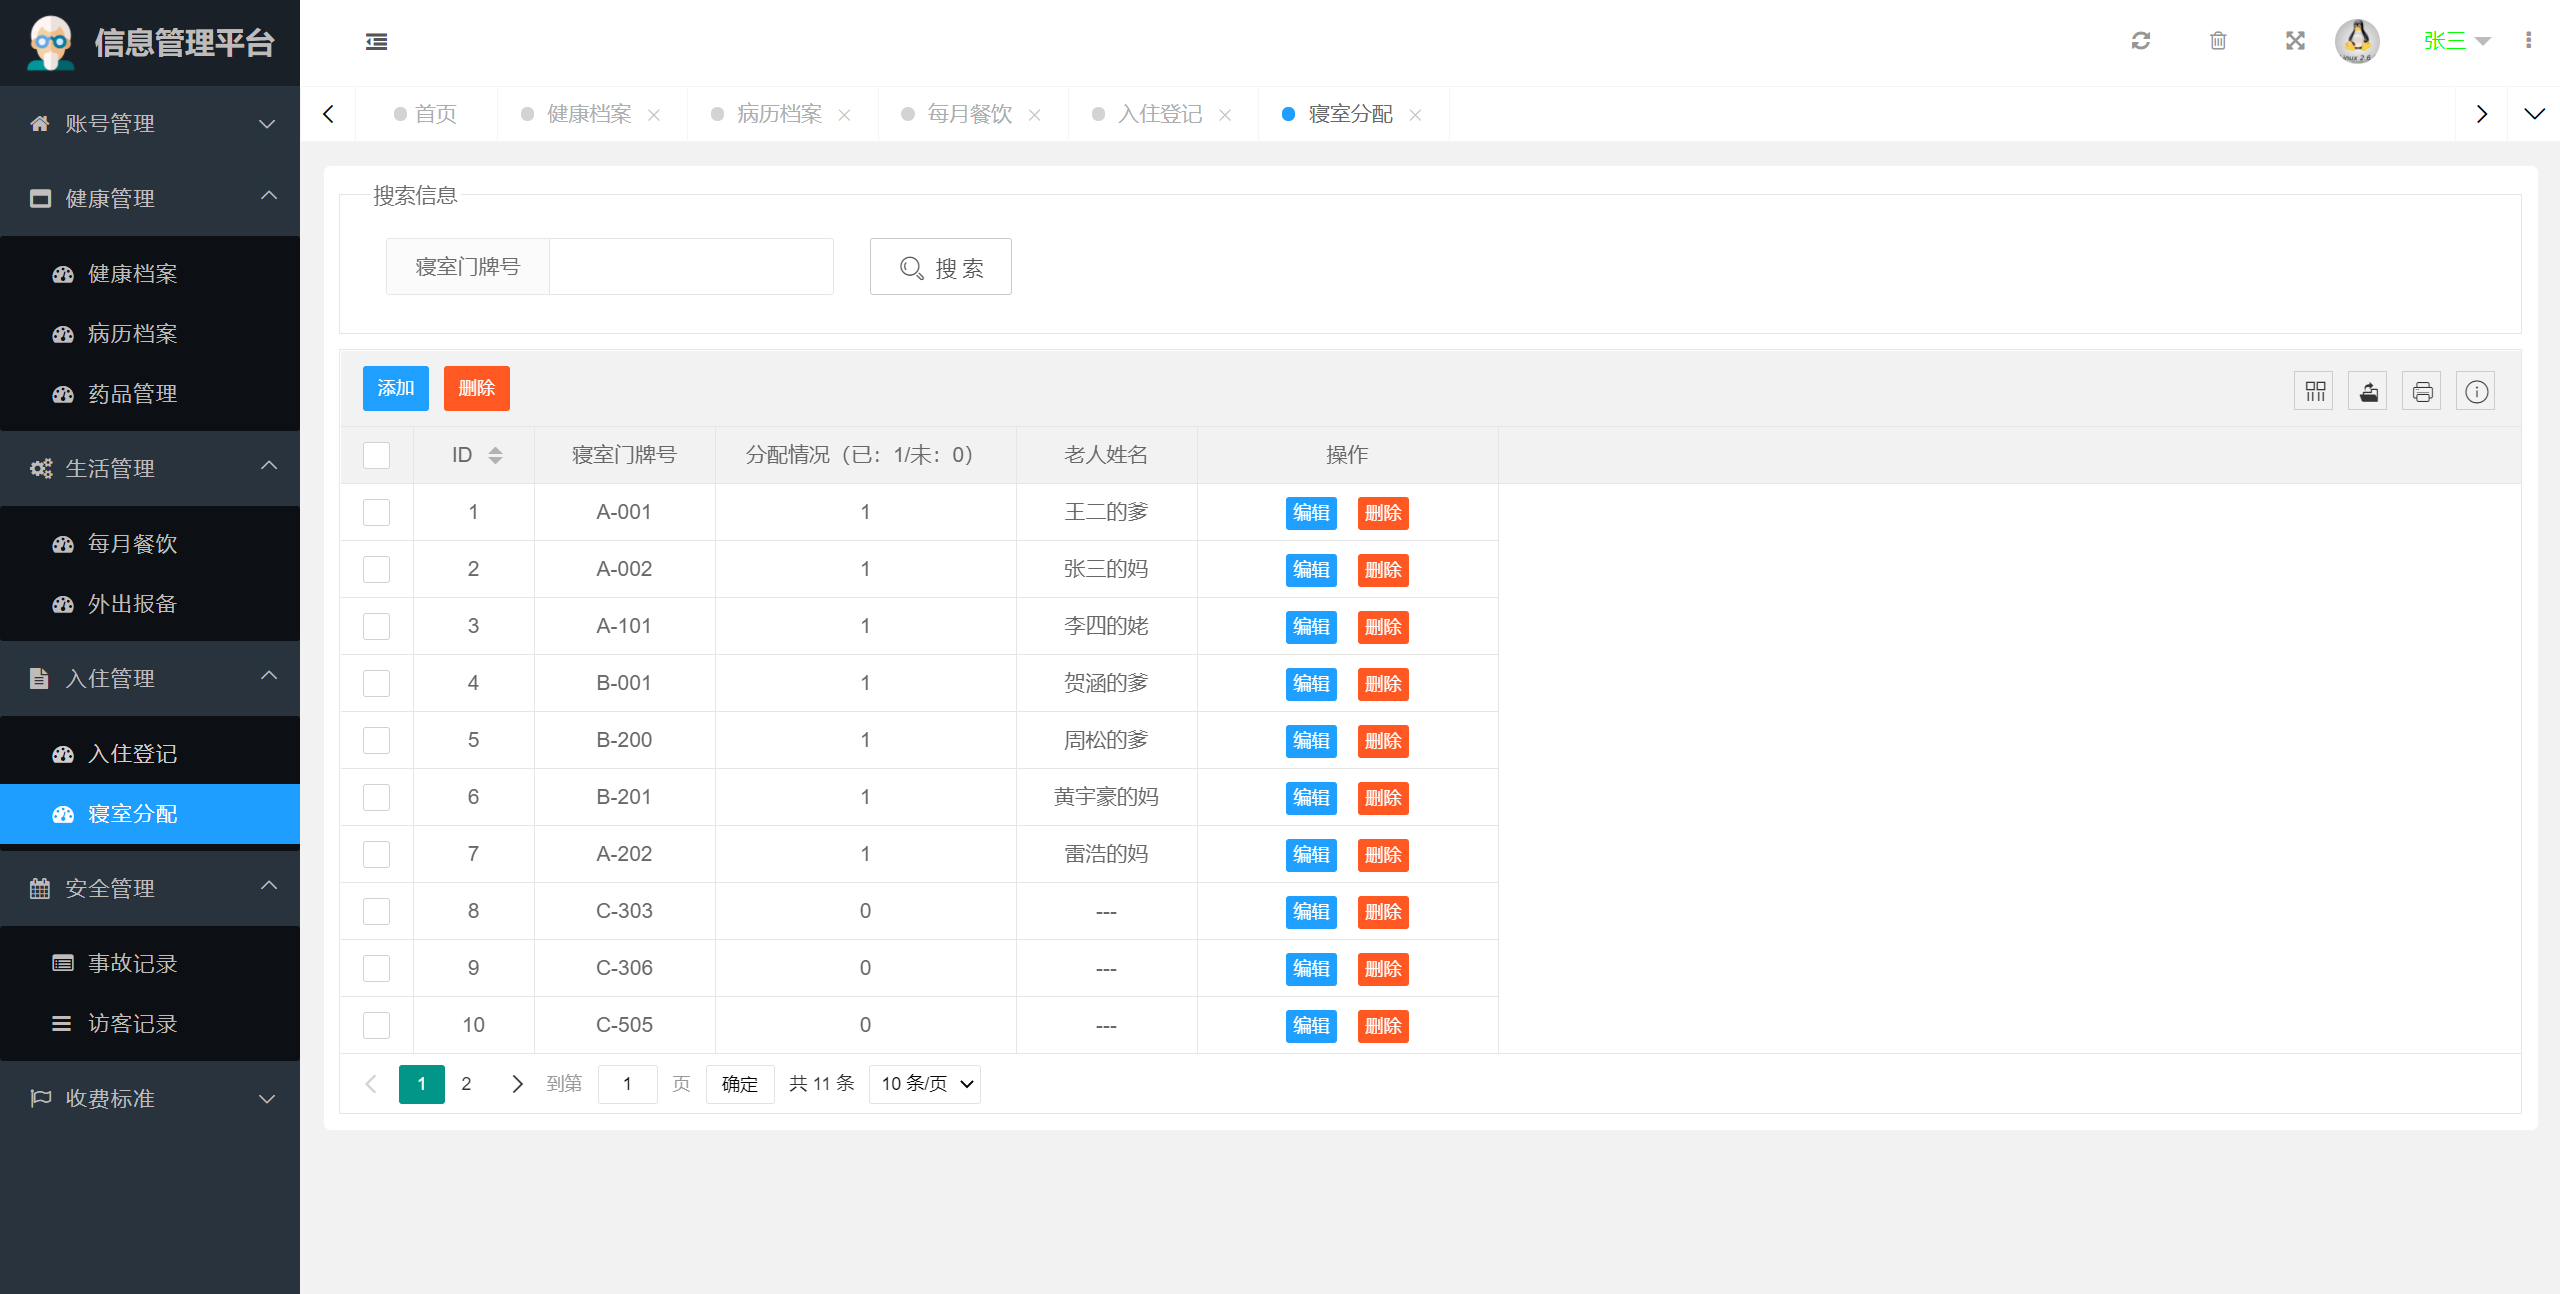 信息管理平台
张三
账号管理
健康管理
健康档案
病历档案
药品管理
生活管理
每月餐饮
外出报备
入住管理
入住登记
寝室分配
安全管理
事故记录
访客记录
收费标准
首页 健康档案 病历档案 每月餐饮 入住登记 寝室分配
搜索信息
寝室门牌号 搜 索
添加 删除
ID 寝室门牌号 分配情况（已：1/未：0） 老人姓名 操作
1 A-001 1 王二的爹 编辑 删除
2 A-002 1 张三的妈 编辑 删除
3 A-101 1 李四的姥 编辑 删除
4 B-001 1 贺涵的爹 编辑 删除
5 B-200 1 周松的爹 编辑 删除
6 B-201 1 黄宇豪的妈 编辑 删除
7 A-202 1 雷浩的妈 编辑 删除
8 C-303 0 --- 编辑 删除
9 C-306 0 --- 编辑 删除
10 C-505 0 --- 编辑 删除
1 2 到第 1 页 确定 共 11 条 10 条/页